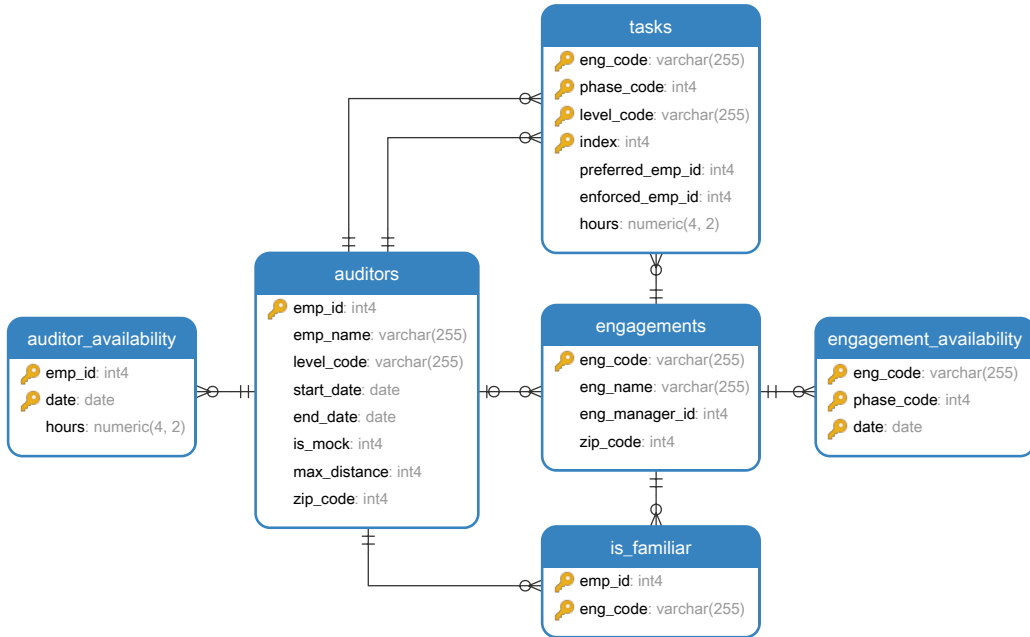 tasks
eng_code: varchar(255)
phase_code: int4
level_code: varchar(255)
index: int4
preferred_emp_id: int4
enforced_emp_id: int4
hours: numeric(4, 2)
auditors
emp_id: int4
emp_name: varchar(255)
level_code: varchar(255)
start_date: date
end_date: date
is_mock: int4
max_distance: int4
zip_code: int4
auditor_availability
emp_id: int4
date: date
hours: numeric(4, 2)
engagements
eng_code: varchar(255)
eng_name: varchar(255)
eng_manager_id: int4
zip_code: int4
engagement_availability
eng_code: varchar(255)
phase_code: int4
date: date
is_familiar
emp_id: int4
eng_code: varchar(255)